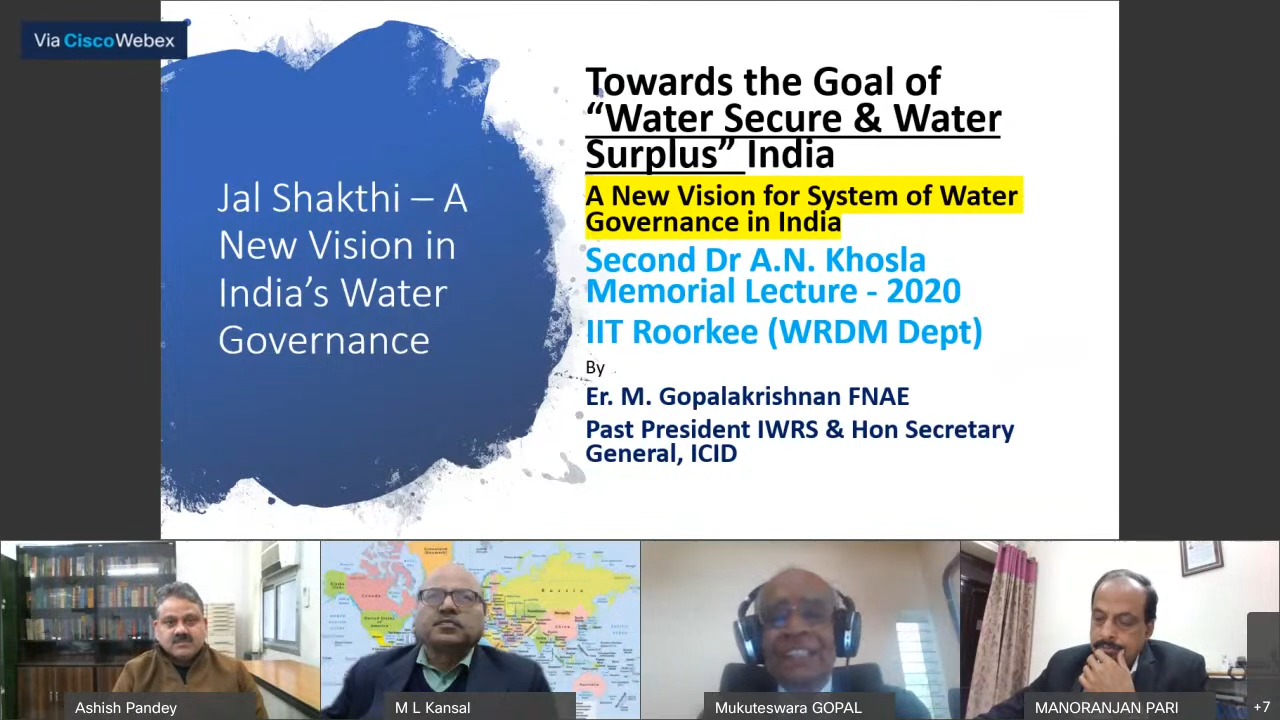 Via CiscoWebex
Jal Shakthi – A
New Vision in
India's Water
Governance
Towards the Goal of
“Water Secure & Water
Surplus” India
A New Vision for System of Water
Governance in India
Second Dr A.N. Khosla
Memorial Lecture - 2020
IIT Roorkee (WRDM Dept)
By
Er. M. Gopalakrishnan FNAE
Past President IWRS & Hon Secretary
General, ICID
Canada
Russia
China
Ashish Pandey
M L Kansal
Mukuteswara GOPAL
MANORANJAN PARI
+7